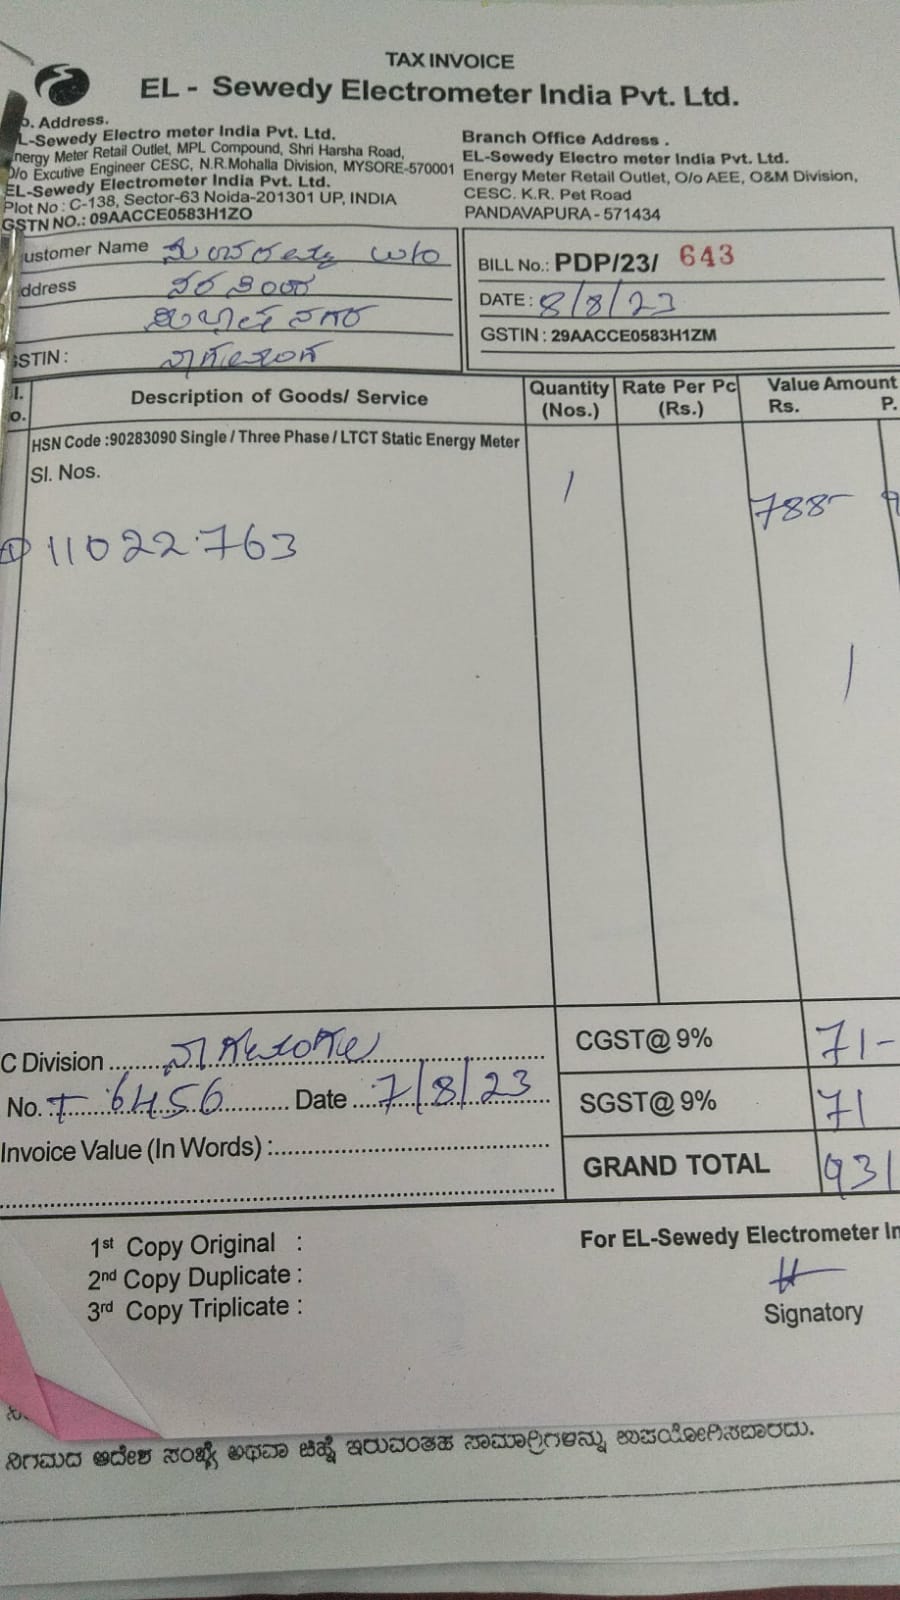 TAX INVOICE
EL - Sewedy Electrometer India Pvt. Ltd.
o. Address.
L-Sewedy Electro meter India Pvt. Ltd.
nergy Meter Retail Outlet, MPL Compound, Shri Harsha Road,
O/o Excutive Engineer CESC, N.R.Mohalla Division, MYSORE-570001
EL-Sewedy Electrometer India Pvt. Ltd.
Plot No : C-138, Sector-63 Noida-201301 UP, INDIA
GSTN NO.: 09AACCE0583H1ZO
Branch Office Address .
EL-Sewedy Electro meter India Pvt. Ltd.
Energy Meter Retail Outlet, O/o AEE, O&M Division,
CESC. K.R. Pet Road
PANDAVAPURA - 571434
ustomer Name W/o
ddress
ನಗರ
GSTIN : ನಾಗಮಂಗಲ
BILL No.: PDP/23/ 643
DATE : 8/8/23
GSTIN : 29AACCE0583H1ZM
l. o. Description of Goods/ Service Quantity (Nos.) Rate Per Pc (Rs.) Value Amount Rs. P.
HSN Code :90283090 Single / Three Phase / LTCT Static Energy Meter
Sl. Nos. 1
788-
① 11022763
C Division ನಾಗಮಂಗಲ
No. T 6456 Date 7/8/23
Invoice Value (In Words) :
CGST@ 9% 71-
SGST@ 9% 71
GRAND TOTAL 931
1st Copy Original :
2nd Copy Duplicate :
3rd Copy Triplicate :
For EL-Sewedy Electrometer In
Signatory
ನಿಗಮದ ಆದೇಶ ಸಂಖ್ಯೆ ಅಥವಾ ಚಿಹ್ನೆ ಇರುವಂತಹ ಸಾಮಾಗ್ರಿಗಳನ್ನು ಉಪಯೋಗಿಸಬಾರದು.